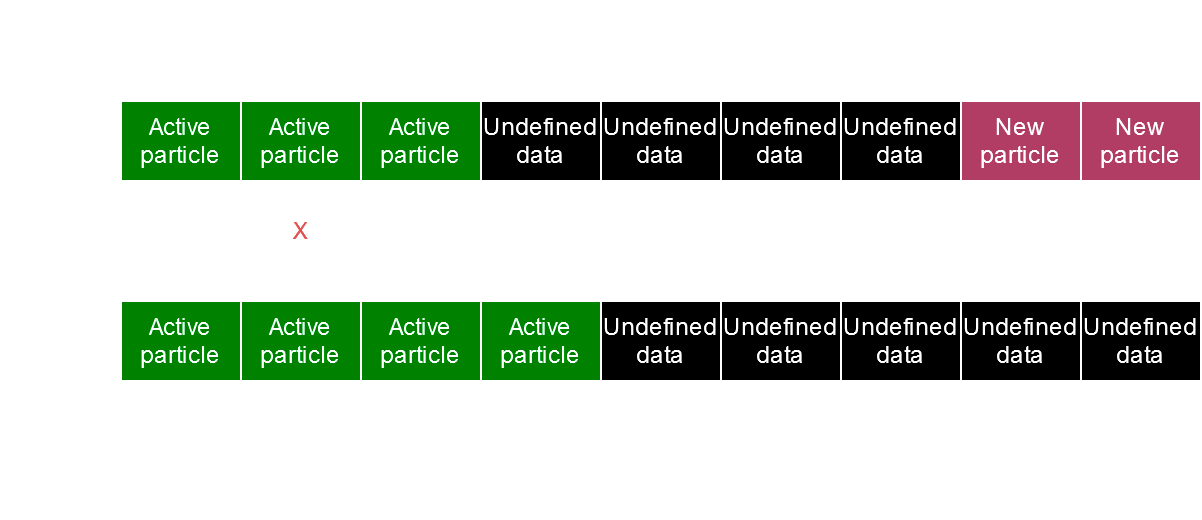 Active Active Active Undefined Undefined Undefined Undefined New New
particle particle particle data data data data particle particle
X
Active Active Active Active Undefined Undefined Undefined Undefined Undefined
particle particle particle particle data data data data data